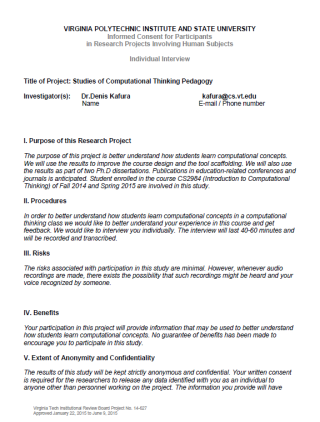 VIRGINIA POLYTECHNIC INSTITUTE AND STATE UNIVERSITY
Informed Consent for Participants
in Research Projects Involving Human Subjects
Individual Interview
Title of Project: Studies of Computational Thinking Pedagogy
Investigator(s): Dr.Denis Kafura kafura@cs.vt.edu
Name E-mail / Phone number
I. Purpose of this Research Project
The purpose of this project is better understand how students learn computational concepts.
We will use the results to improve the course design and the tool scaffolding. We will also use
the results as part of two Ph.D dissertations. Publications in education-related conferences and
journals is anticipated. Student enrolled in the course CS2984 (Introduction to Computational
Thinking) of Fall 2014 and Spring 2015 are involved in this study.
II. Procedures
In order to better understand how students learn computational concepts in a computational
thinking class we would like to better understand your experience in this course and get
feedback. We would like to interview you individually. The interview will last 40-60 minutes and
will be recorded and transcribed.
III. Risks
The risks associated with participation in this study are minimal. However, whenever audio
recordings are made, there exists the possibility that such recordings might be heard and your
voice recognized by someone.
IV. Benefits
Your participation in this project will provide information that may be used to better understand
how students learn computational concepts. No guarantee of benefits has been made to
encourage you to participate in this study.
V. Extent of Anonymity and Confidentiality
The results of this study will be kept strictly anonymous and confidential. Your written consent
is required for the researchers to release any data identified with you as an individual to
anyone other than personnel working on the project. The information you provide will have
Virginia Tech Institutional Review Board Project No. 14-627
Approved January 22, 2015 to June 9, 2015